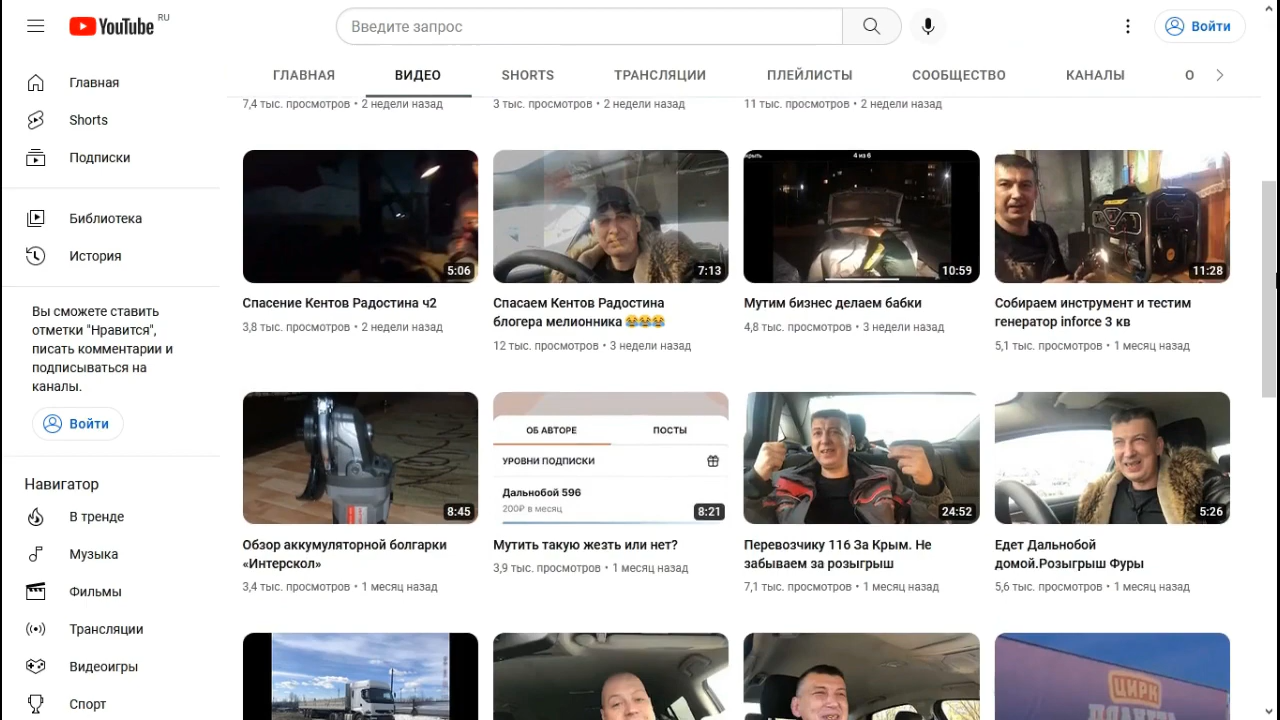 YouTube RU
Введите запрос
Войти
ГЛАВНАЯ ВИДЕО SHORTS ТРАНСЛЯЦИИ ПЛЕЙЛИСТЫ СООБЩЕСТВО КАНАЛЫ О
Главная
Shorts
Подписки
Библиотека
История
Вы сможете ставить
отметки "Нравится",
писать комментарии и
подписываться на
каналы.
Войти
Навигатор
В тренде
Музыка
Фильмы
Трансляции
Видеоигры
Спорт
7,4 тыс. просмотров • 2 недели назад
3 тыс. просмотров • 2 недели назад
11 тыс. просмотров • 2 недели назад
5:06
Спасение Кентов Радостина ч2
3,8 тыс. просмотров • 2 недели назад
7:13
Спасаем Кентов Радостина
блогера мелионника 😂😂😂
12 тыс. просмотров • 3 недели назад
4 из 6
10:59
Мутим бизнес делаем бабки
4,8 тыс. просмотров • 3 недели назад
11:28
Собираем инструмент и тестим
генератор inforce 3 кв
5,1 тыс. просмотров • 1 месяц назад
8:45
Обзор аккумуляторной болгарки
«Интерскол»
3,4 тыс. просмотров • 1 месяц назад
ОБ АВТОРЕ ПОСТЫ
УРОВНИ ПОДПИСКИ
Дальнобой 596
200₽ в месяц
8:21
Мутить такую жезть или нет?
3,9 тыс. просмотров • 1 месяц назад
24:52
Перевозчику 116 За Крым. Не
забываем за розыгрыш
7,1 тыс. просмотров • 1 месяц назад
5:26
Едет Дальнобой
домой.Розыгрыш Фуры
5,6 тыс. просмотров • 1 месяц назад
ЦИРК